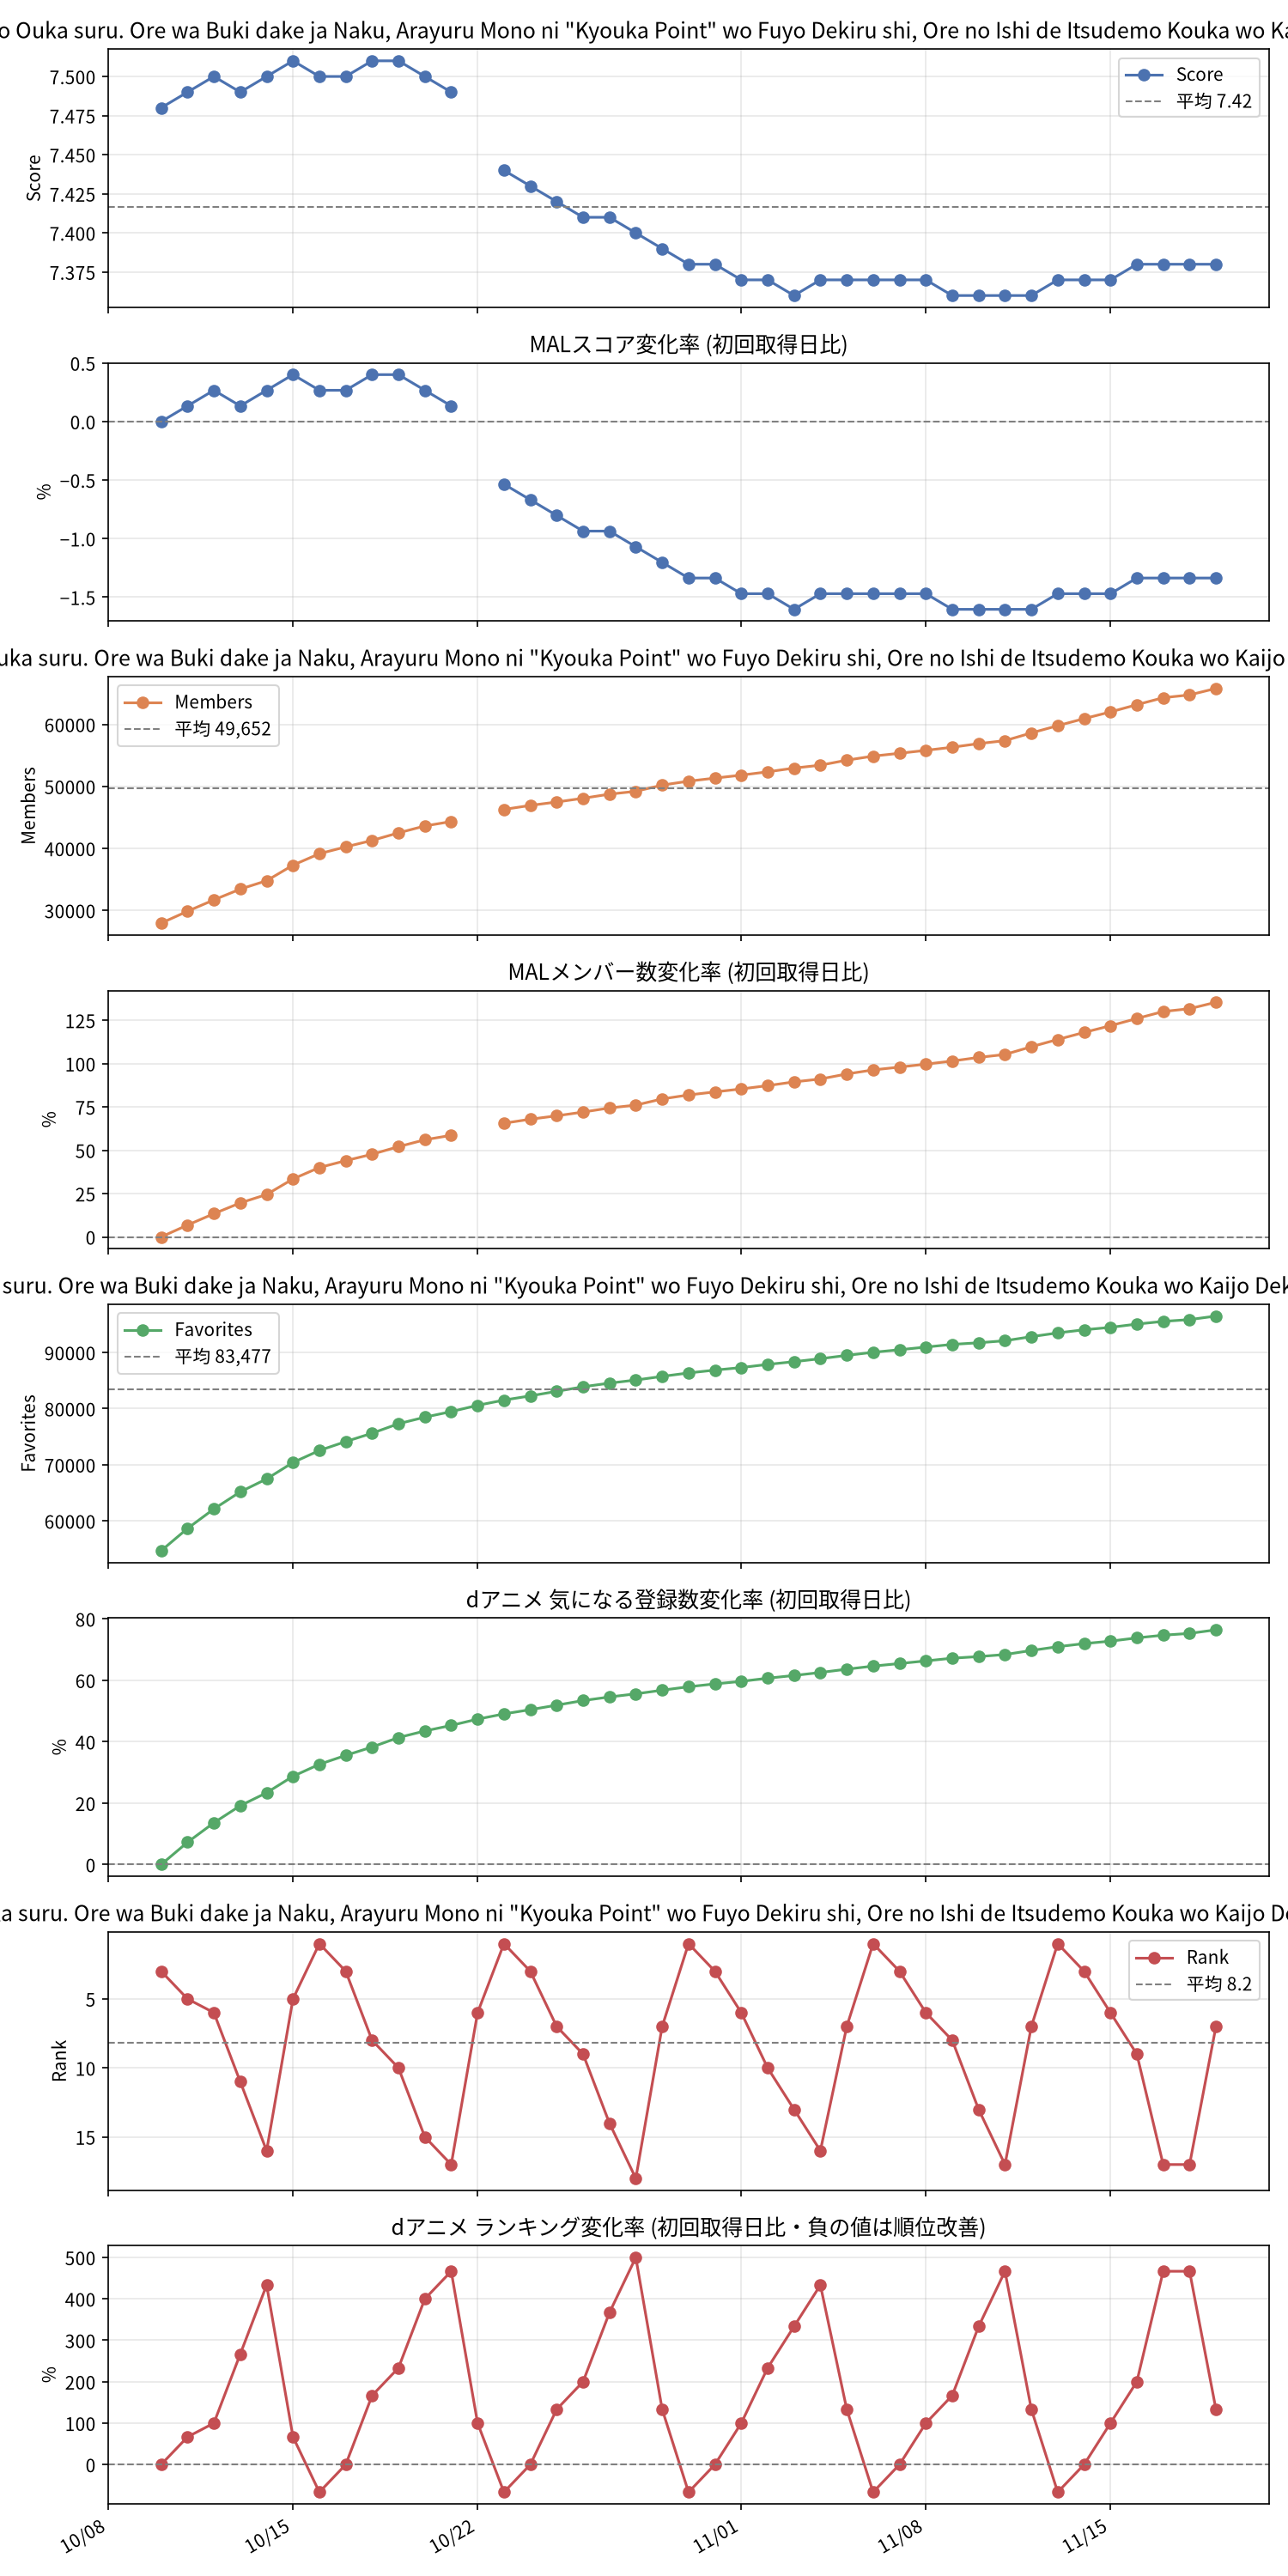 o Ouka suru. Ore wa Buki dake ja Naku, Arayuru Mono ni "Kyouka Point" wo Fuyo Dekiru shi, Ore no Ishi de Itsudemo Kouka wo Ka
7.500
7.475
7.450
7.425
7.400
7.375
Score
Score
平均 7.42
MALスコア変化率 (初回取得日比)
0.5
0.0
−0.5
−1.0
−1.5
%
uka suru. Ore wa Buki dake ja Naku, Arayuru Mono ni "Kyouka Point" wo Fuyo Dekiru shi, Ore no Ishi de Itsudemo Kouka wo Kaijo
60000
50000
40000
30000
Members
Members
平均 49,652
MALメンバー数変化率 (初回取得日比)
125
100
75
50
25
0
%
suru. Ore wa Buki dake ja Naku, Arayuru Mono ni "Kyouka Point" wo Fuyo Dekiru shi, Ore no Ishi de Itsudemo Kouka wo Kaijo Dek
90000
80000
70000
60000
Favorites
Favorites
平均 83,477
dアニメ 気になる登録数変化率 (初回取得日比)
80
60
40
20
0
%
a suru. Ore wa Buki dake ja Naku, Arayuru Mono ni "Kyouka Point" wo Fuyo Dekiru shi, Ore no Ishi de Itsudemo Kouka wo Kaijo De
5
10
15
Rank
Rank
平均 8.2
dアニメ ランキング変化率 (初回取得日比・負の値は順位改善)
500
400
300
200
100
0
%
10/08
10/15
10/22
11/01
11/08
11/15